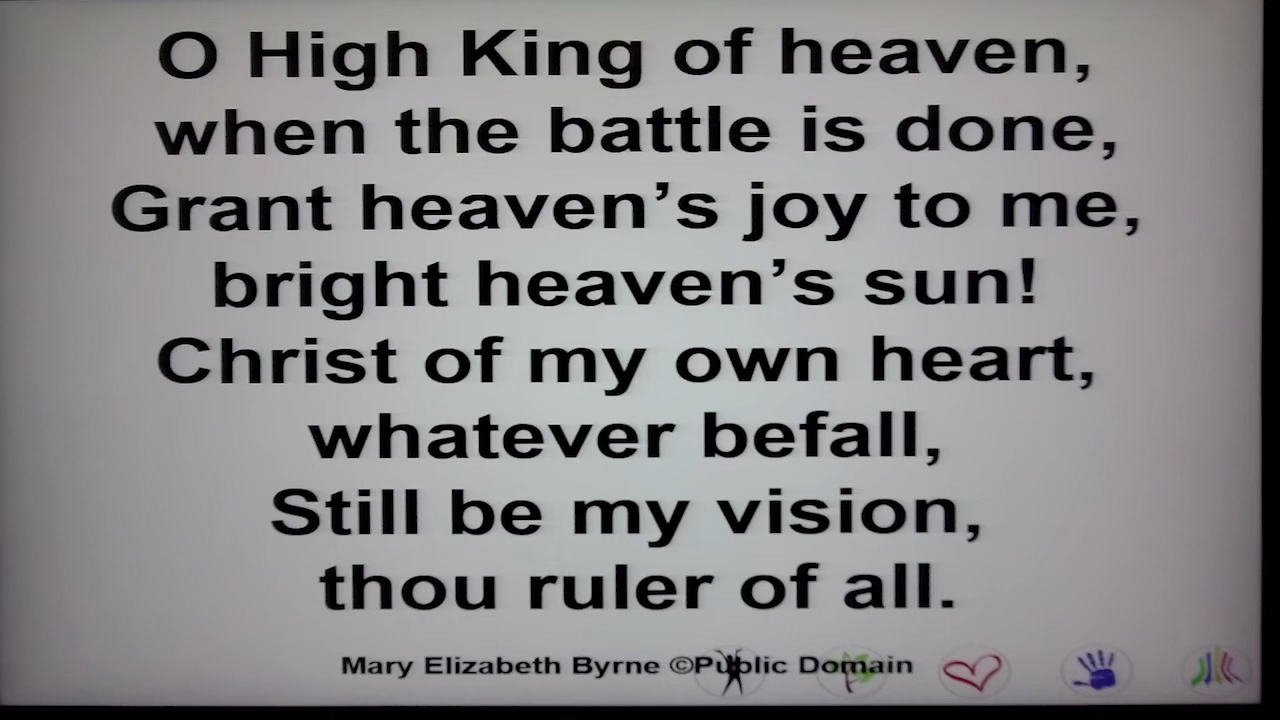 O High King of heaven,
when the battle is done,
Grant heaven’s joy to me,
bright heaven’s sun!
Christ of my own heart,
whatever befall,
Still be my vision,
thou ruler of all.
Mary Elizabeth Byrne ©Public Domain